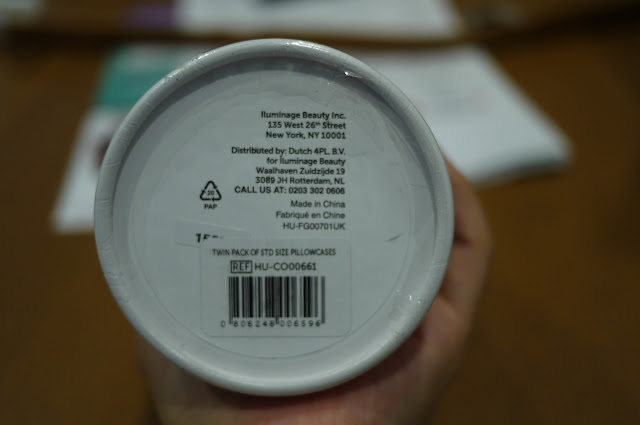 Iluminage Beauty Inc.
135 West 26th Street
New York, NY 10001
Distributed by: Dutch 4PL, B.V.
for Iluminage Beauty
Waalhaven Zuidzijde 19
3089 JH Rotterdam, NL
CALL US AT: 0203 302 0606
20
PAP
Made in China
Fabriqué en Chine
HU-FG00701UK
TWIN PACK OF STD SIZE PILLOWCASES
REF HU-CO00661
0 806248 006596